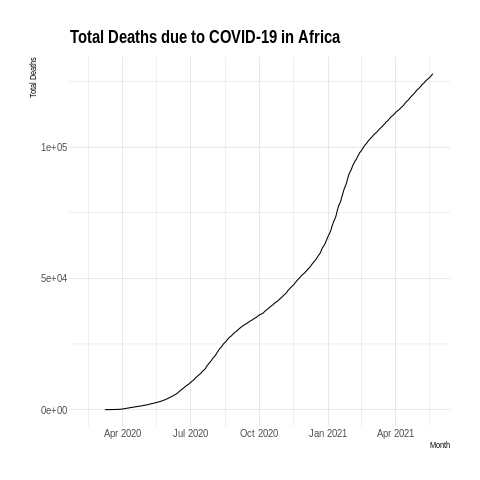 Total Deaths due to COVID-19 in Africa
Total Deaths
1e+05
5e+04
0e+00
Apr 2020 Jul 2020 Oct 2020 Jan 2021 Apr 2021
Month